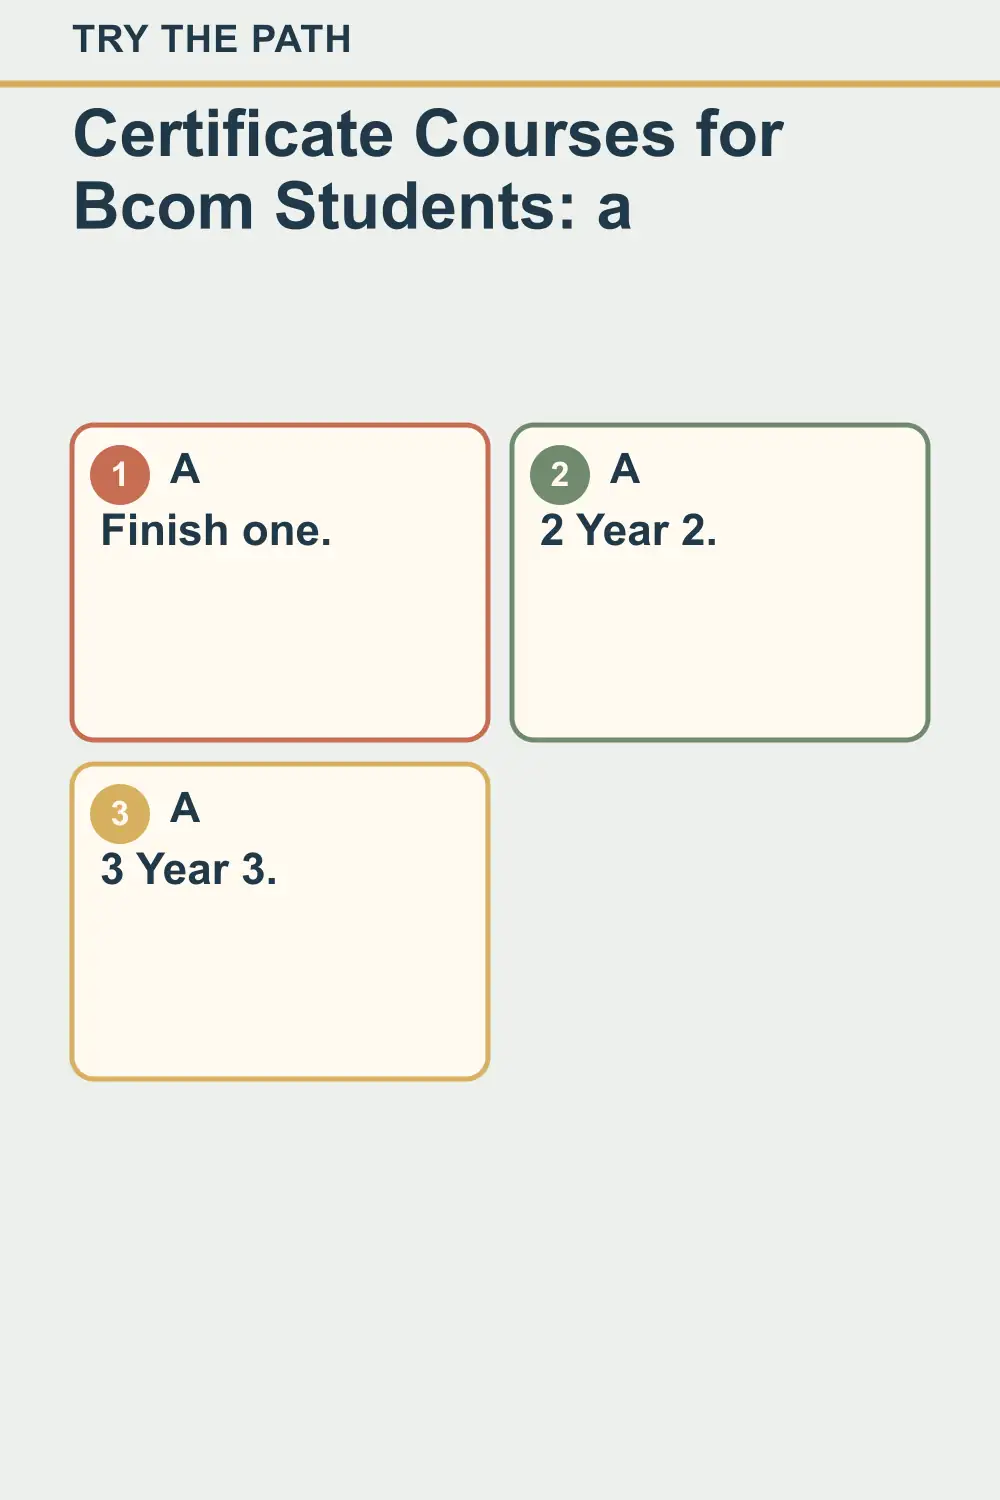 TRY THE PATH
Certificate Courses for
Bcom Students: a
1 A
Finish one.
2 A
2 Year 2.
3 A
3 Year 3.